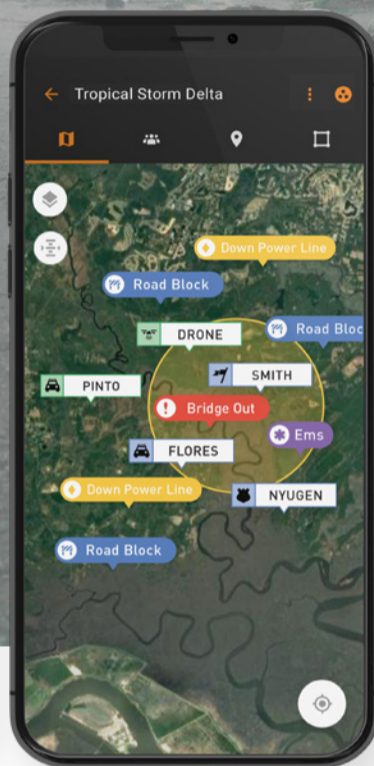 Tropical Storm Delta
Down Power Line
Road Block
Road Bloc
DRONE
SMITH
PINTO
Bridge Out
Ems
FLORES
Down Power Line
NYUGEN
Road Block